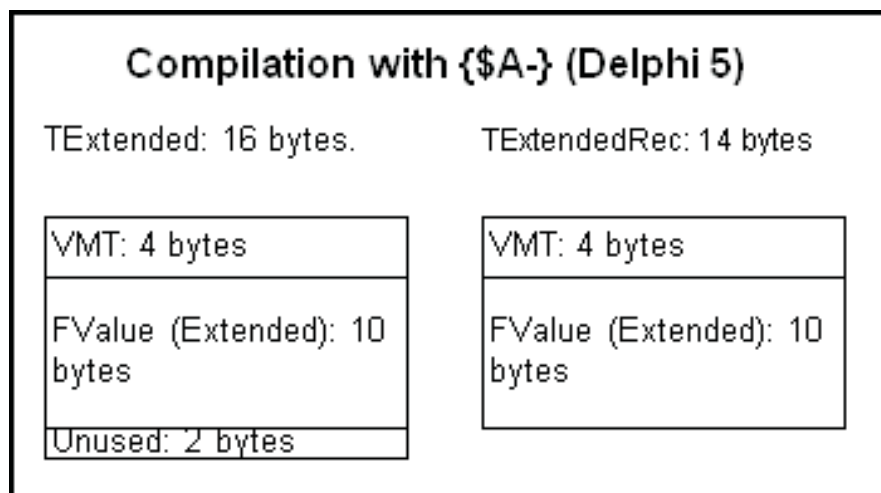 Compilation with {$A-} (Delphi 5)
TExtended: 16 bytes.
TExtendedRec: 14 bytes
VMT: 4 bytes
FValue (Extended): 10
bytes
Unused: 2 bytes
VMT: 4 bytes
FValue (Extended): 10
bytes